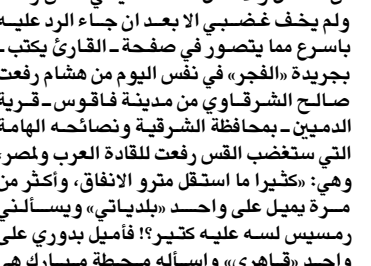 ولم يخف غضبي الا بعد ان جاء الرد عليه
باسرع مما يتصور في صفحة ـ القارئ يكتب ـ
بجريدة «الفجر» في نفس اليوم من هشام رفعت
صالح الشرقاوي من مدينة فاقوس ـ قرية
الدميين ـ بمحافظة الشرقية ونصائحه الهامة
التي ستغضب القس رفعت للقادة العرب ولمصر،
وهي: «كثيرا ما استقل مترو الانفاق، وأكثر من
مرة يميل على واحد «بلدياتي» ويسألني
رمسيس لسه عليه كتير؟! فأميل بدوري على
واحد «قاهري» واسأله محطة مبارك هي